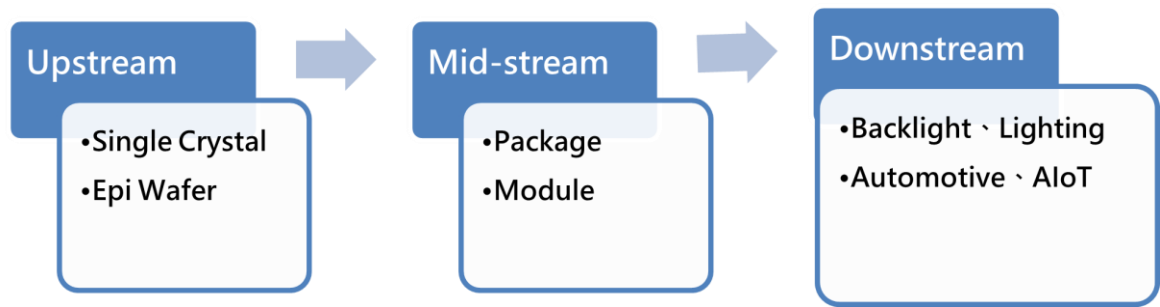 Upstream
•Single Crystal
•Epi Wafer
Mid-stream
•Package
•Module
Downstream
•Backlight、Lighting
•Automotive、AIoT